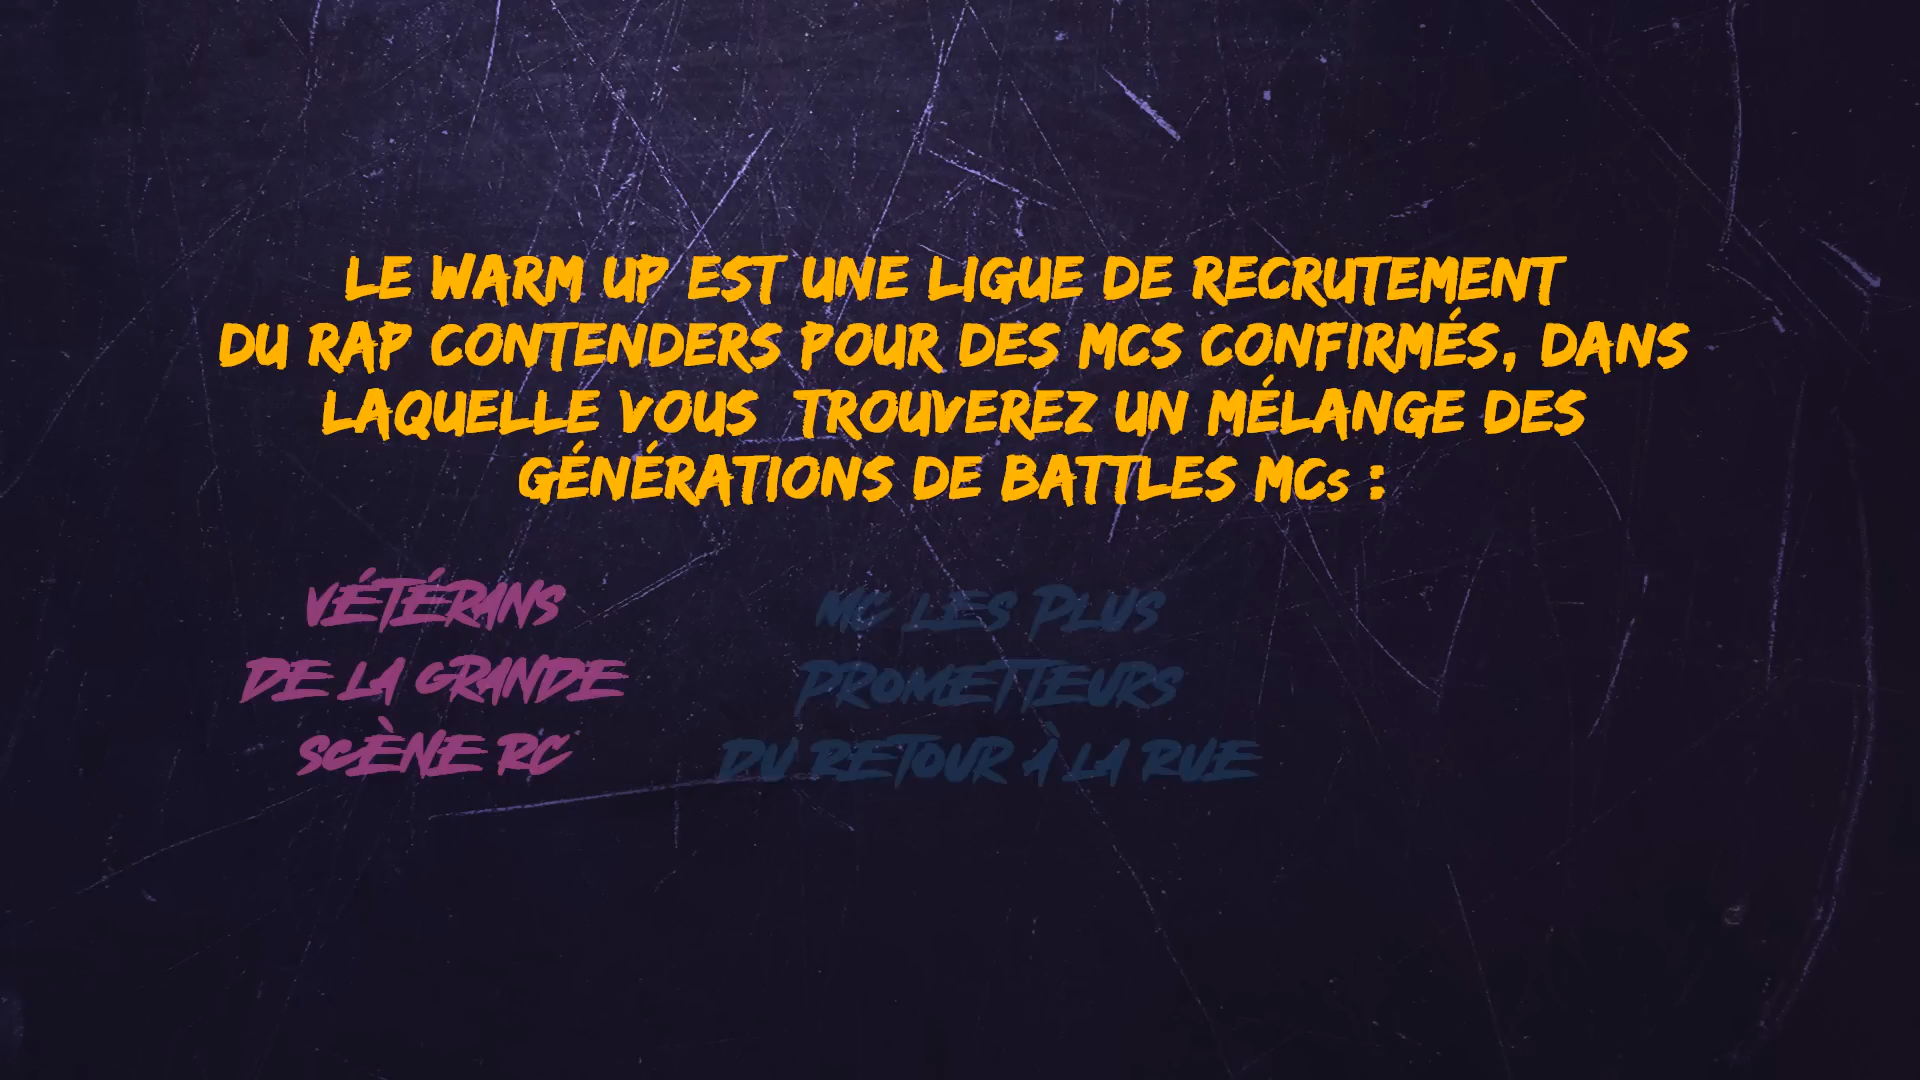 LE WARM UP EST UNE LIGUE DE RECRUTEMENT
DU RAP CONTENDERS POUR DES MCS CONFIRMÉS, DANS
LAQUELLE VOUS TROUVEREZ UN MÉLANGE DES
GÉNÉRATIONS DE BATTLES MCs :
VÉTÉRANS
DE LA GRANDE
SCÈNE RC
MC LES PLUS
PROMETTEURS
DU RETOUR À LA RUE